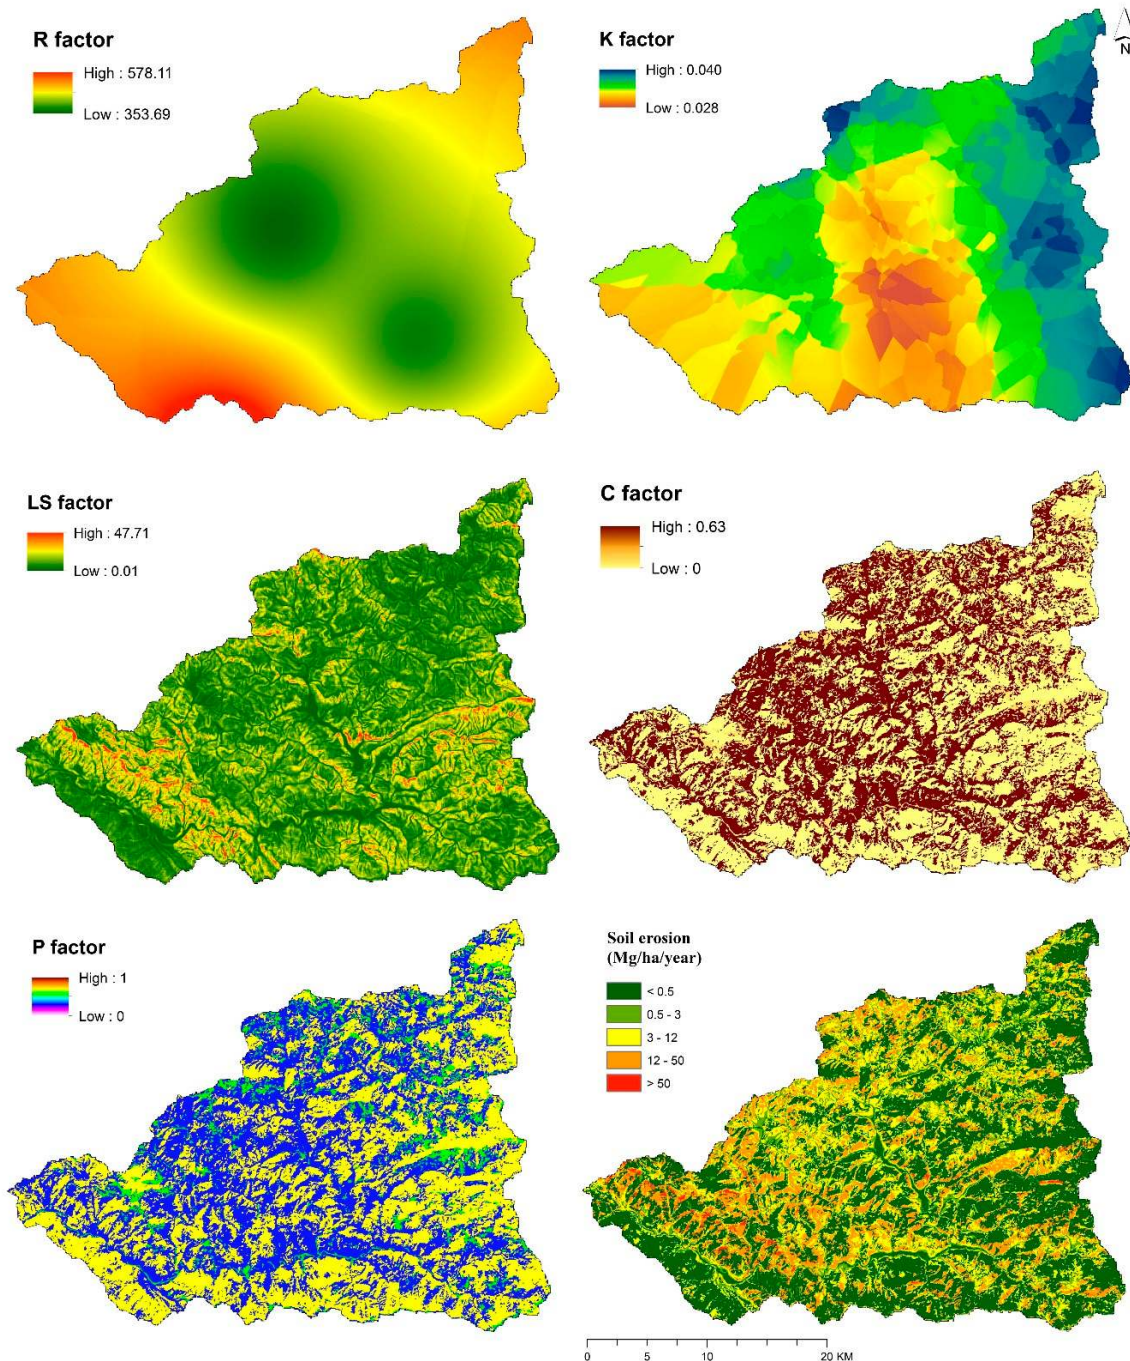 R factor
High : 578.11
Low : 353.69
K factor
High : 0.040
Low : 0.028
N
LS factor
High : 47.71
Low : 0.01
C factor
High : 0.63
Low : 0
P factor
High : 1
Low : 0
Soil erosion
(Mg/ha/year)
< 0.5
0.5 - 3
3 - 12
12 - 50
> 50
0 5 10 20 KM